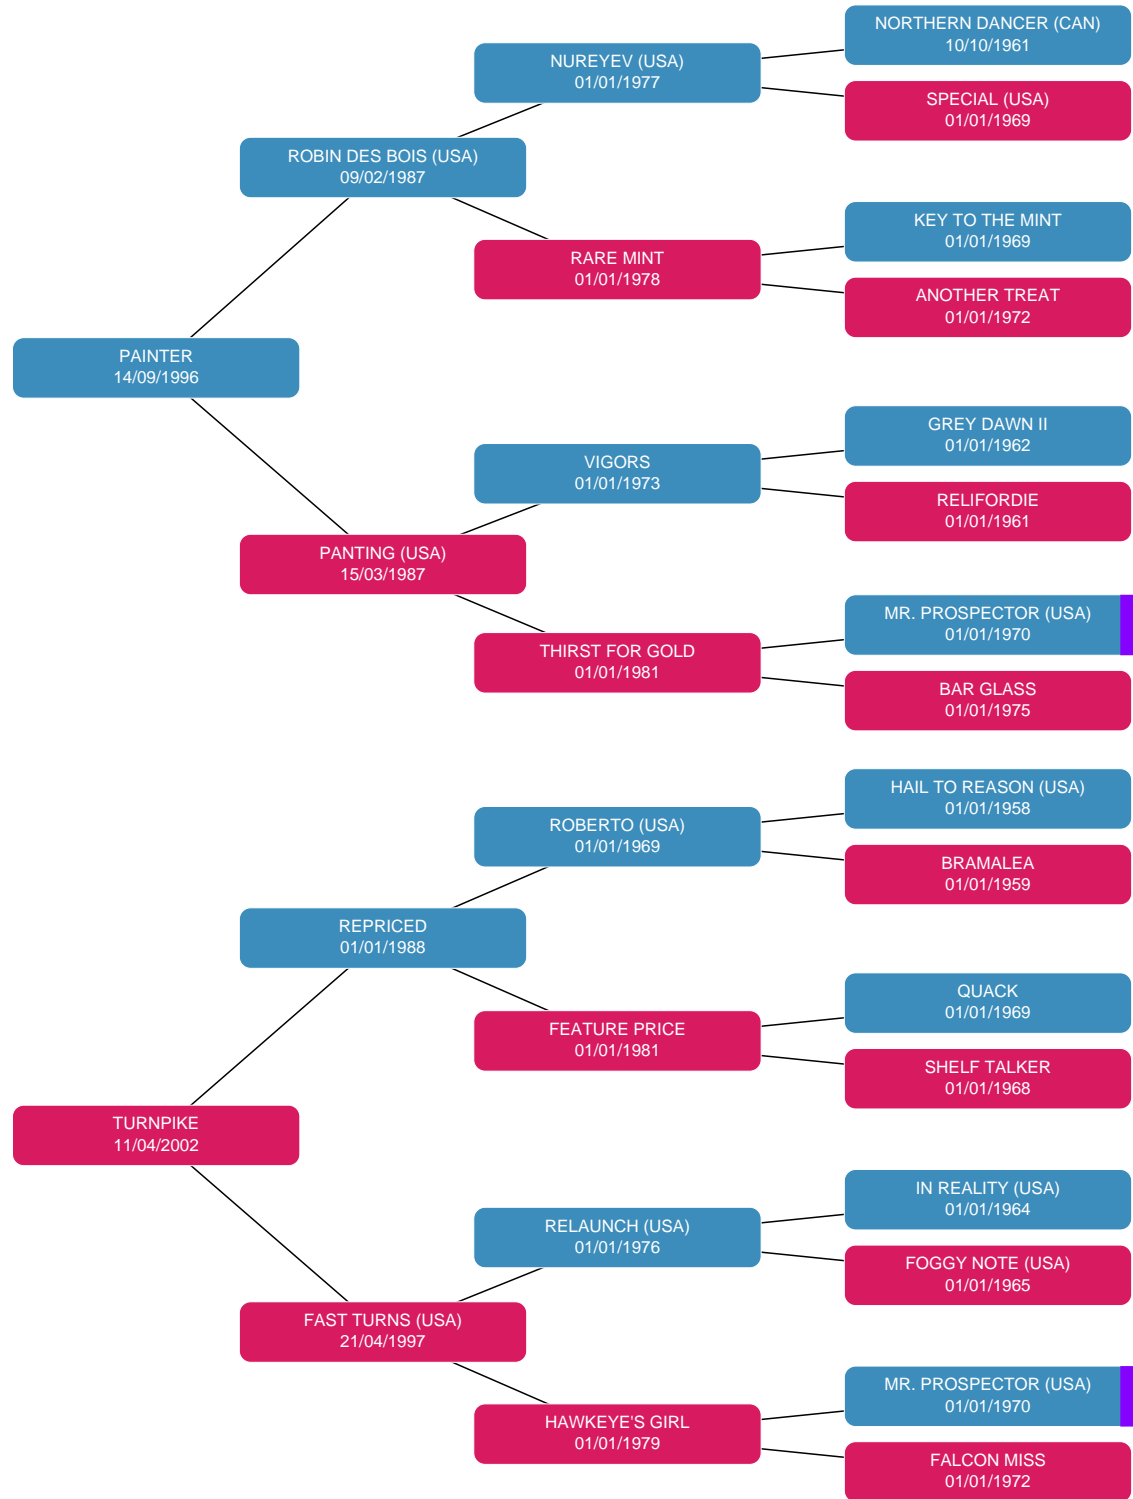 NORTHERN DANCER (CAN)
10/10/1961
NUREYEV (USA)
01/01/1977
SPECIAL (USA)
01/01/1969
ROBIN DES BOIS (USA)
09/02/1987
KEY TO THE MINT
01/01/1969
RARE MINT
01/01/1978
ANOTHER TREAT
01/01/1972
PAINTER
14/09/1996
GREY DAWN II
01/01/1962
VIGORS
01/01/1973
RELIFORDIE
01/01/1961
PANTING (USA)
15/03/1987
MR. PROSPECTOR (USA)
01/01/1970
THIRST FOR GOLD
01/01/1981
BAR GLASS
01/01/1975
HAIL TO REASON (USA)
01/01/1958
ROBERTO (USA)
01/01/1969
BRAMALEA
01/01/1959
REPRICED
01/01/1988
QUACK
01/01/1969
FEATURE PRICE
01/01/1981
SHELF TALKER
01/01/1968
TURNPIKE
11/04/2002
IN REALITY (USA)
01/01/1964
RELAUNCH (USA)
01/01/1976
FOGGY NOTE (USA)
01/01/1965
FAST TURNS (USA)
21/04/1997
MR. PROSPECTOR (USA)
01/01/1970
HAWKEYE'S GIRL
01/01/1979
FALCON MISS
01/01/1972